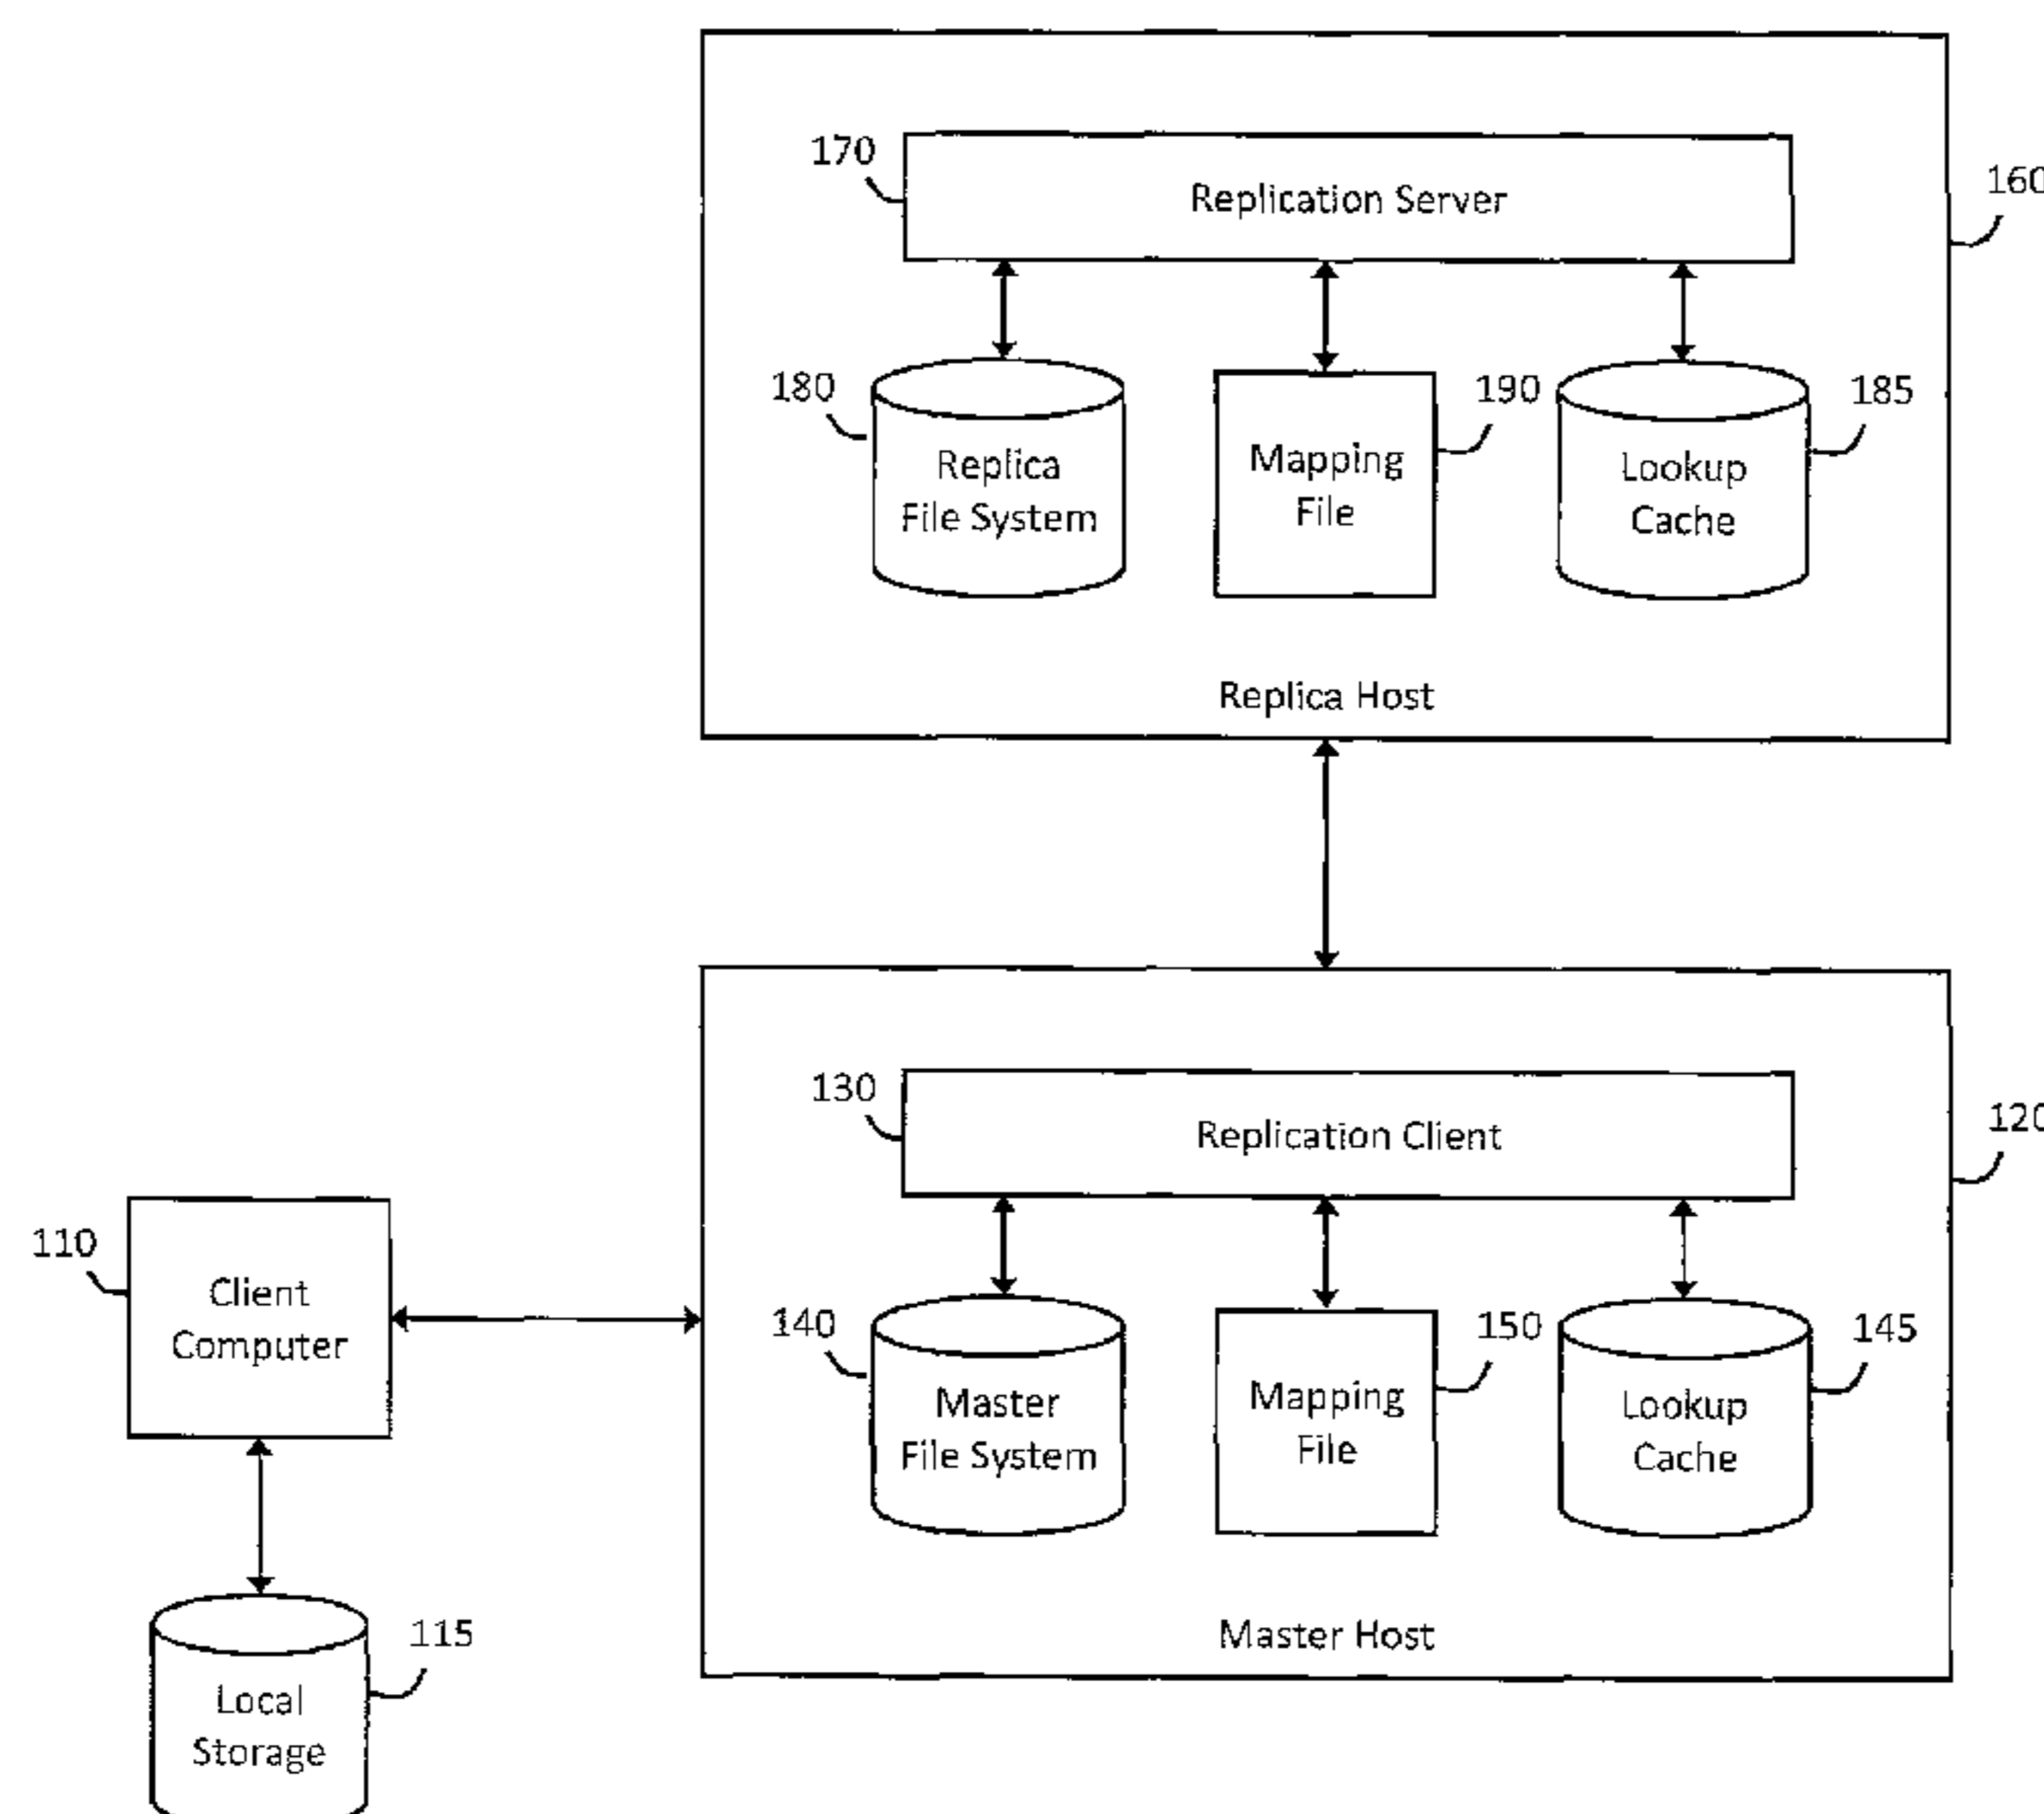 170
Replication Server
160
180
Replica
File System
Mapping
File
190
Lookup
Cache
185
Replica Host
130
Replication Client
120
110
Client
Computer
140
Master
File System
Mapping
File
150
Lookup
Cache
145
Master Host
115
Local
Storage